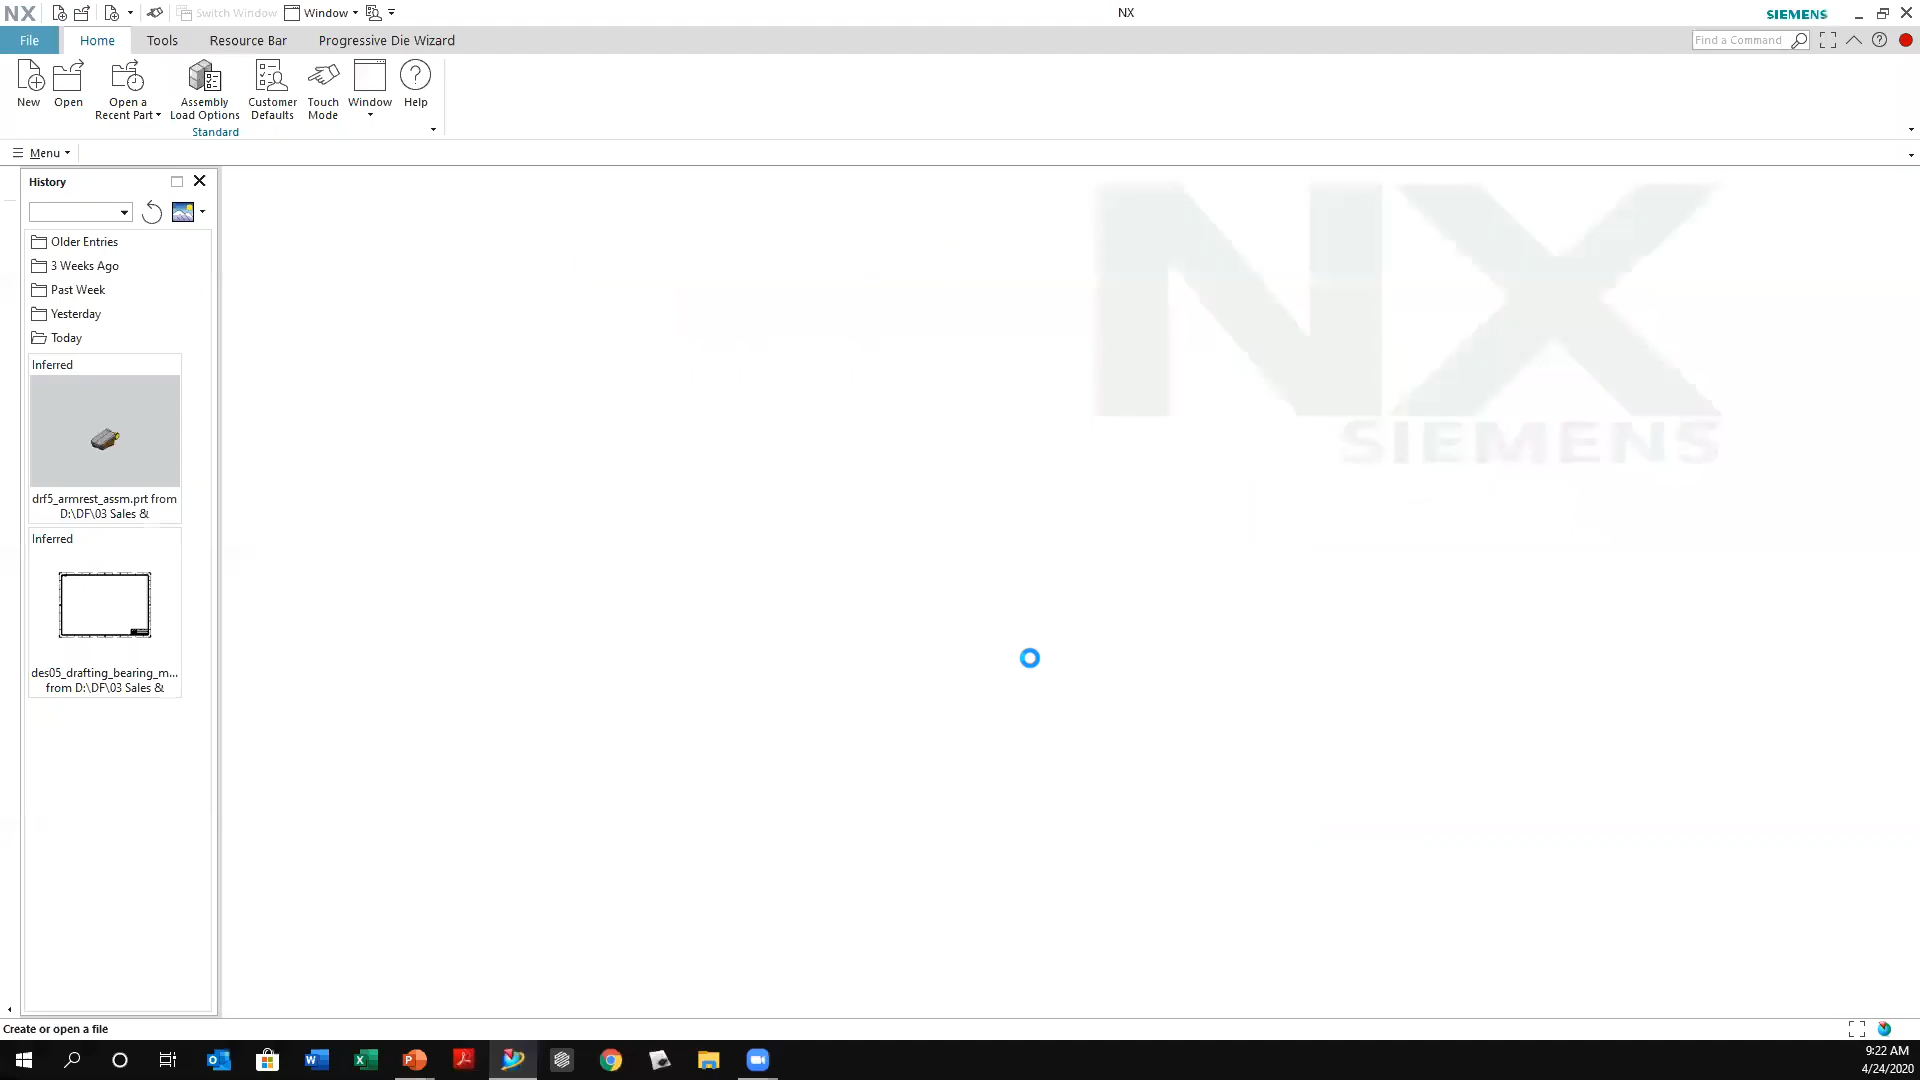 NX
Switch Window
Window
NX
SIEMENS
File
Home
Tools
Resource Bar
Progressive Die Wizard
Find a Command
New
Open
Open a
Recent Part
Assembly
Load Options
Customer
Defaults
Touch
Mode
Window
Help
Standard
Menu
History
Older Entries
3 Weeks Ago
Past Week
Yesterday
Today
Inferred
drf5_armrest_assm.prt from
D:\DF\03 Sales &
Inferred
des05_drafting_bearing_m...
from D:\DF\03 Sales &
NX
SIEMENS
Create or open a file
9:22 AM
4/24/2020